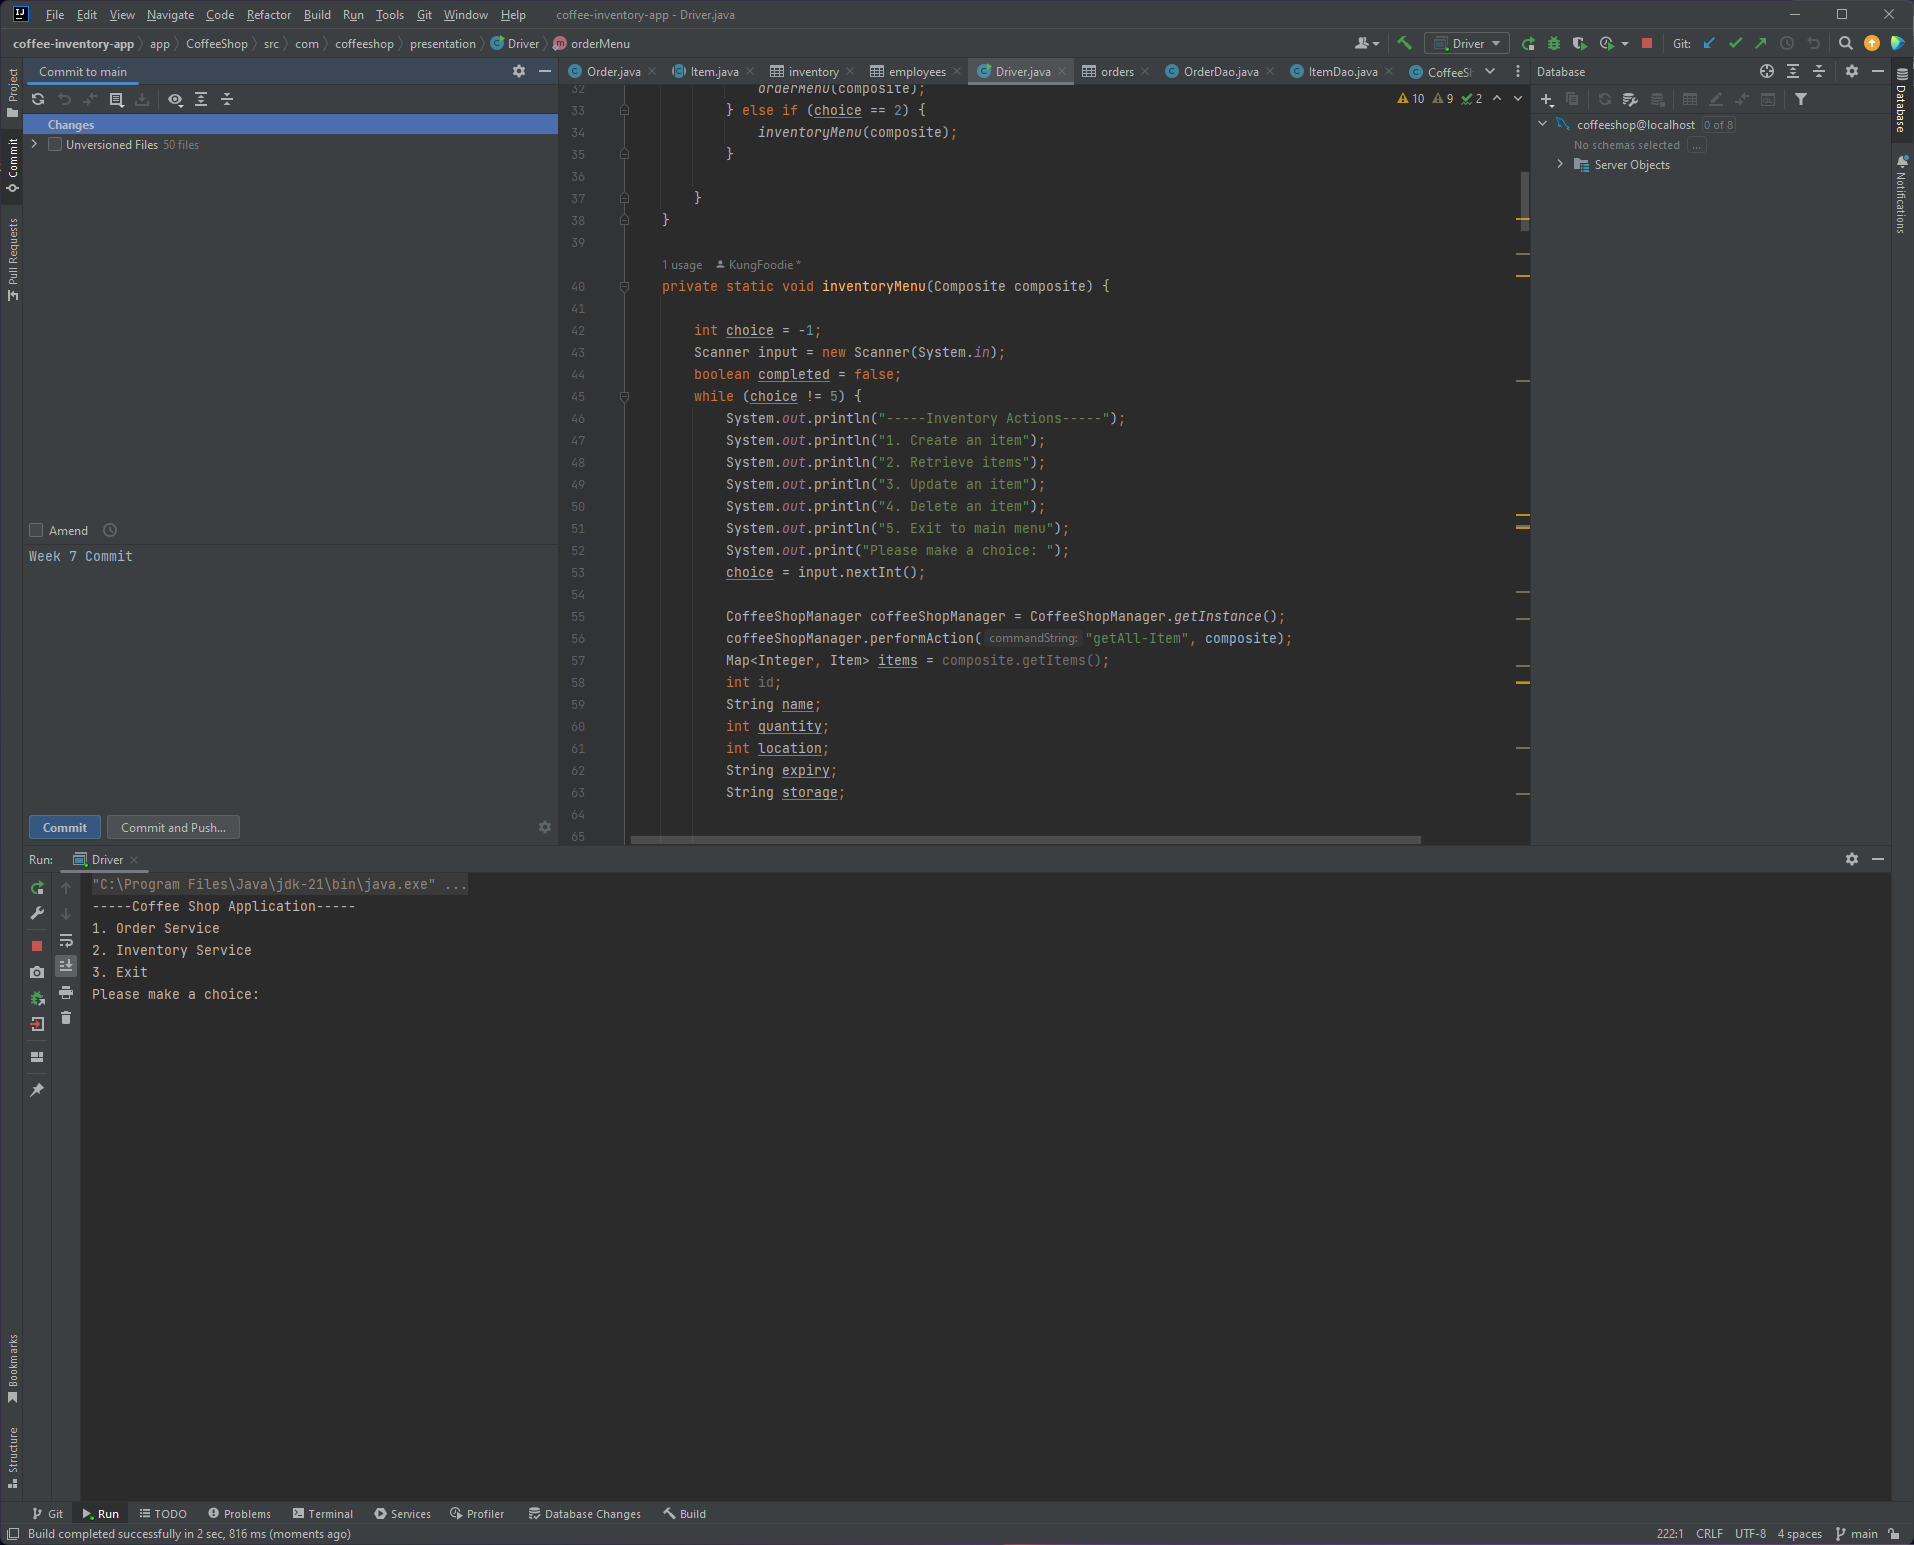 File Edit View Navigate Code Refactor Build Run Tools Git Window Help coffee-inventory-app - Driver.java
coffee-inventory-app app CoffeeShop src com coffeeshop presentation Driver orderMenu Driver Git:
Project
Commit
Pull Requests
Bookmarks
Structure
Commit to main
Changes
Unversioned Files 50 files
Amend
Week 7 Commit
Commit Commit and Push...
Order.java Item.java inventory employees Driver.java orders OrderDao.java ItemDao.java CoffeeS
10 9 2
32 orderMenu(composite);
33 } else if (choice == 2) {
34 inventoryMenu(composite);
35 }
36
37 }
38 }
39
1 usage KungFoodie *
40 private static void inventoryMenu(Composite composite) {
41
42 int choice = -1;
43 Scanner input = new Scanner(System.in);
44 boolean completed = false;
45 while (choice != 5) {
46 System.out.println("-----Inventory Actions-----");
47 System.out.println("1. Create an item");
48 System.out.println("2. Retrieve items");
49 System.out.println("3. Update an item");
50 System.out.println("4. Delete an item");
51 System.out.println("5. Exit to main menu");
52 System.out.print("Please make a choice: ");
53 choice = input.nextInt();
54
55 CoffeeShopManager coffeeShopManager = CoffeeShopManager.getInstance();
56 coffeeShopManager.performAction( commandString: "getAll-Item", composite);
57 Map<Integer, Item> items = composite.getItems();
58 int id;
59 String name;
60 int quantity;
61 int location;
62 String expiry;
63 String storage;
64
65
Database
coffeeshop@localhost 0 of 8
No schemas selected ...
Server Objects
Database
Notifications
Run: Driver
"C:\Program Files\Java\jdk-21\bin\java.exe" ...
-----Coffee Shop Application-----
1. Order Service
2. Inventory Service
3. Exit
Please make a choice:
Git Run TODO Problems Terminal Services Profiler Database Changes Build
Build completed successfully in 2 sec, 816 ms (moments ago) 222:1 CRLF UTF-8 4 spaces main